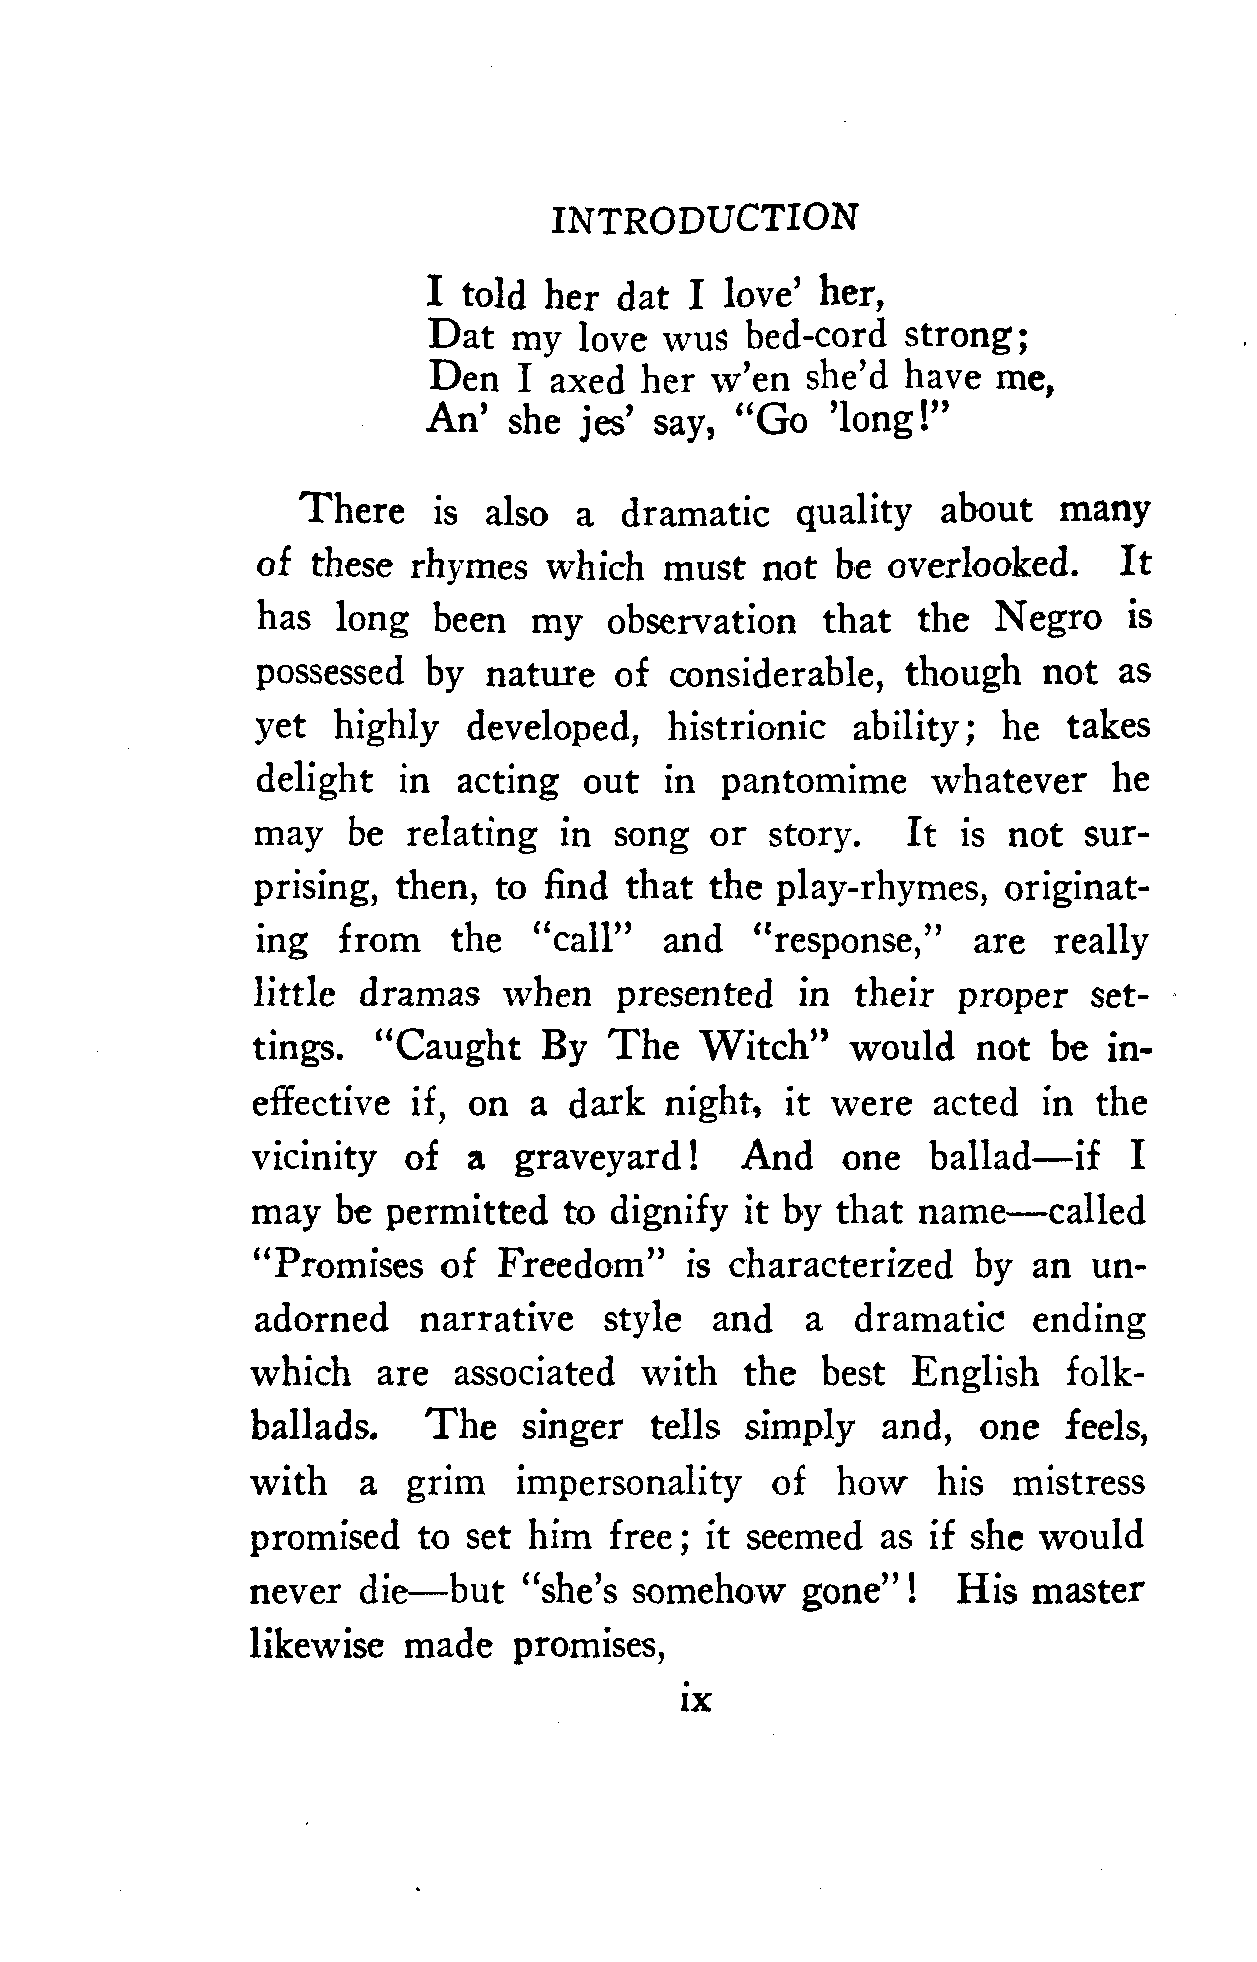 INTRODUCTION
I told her dat I love' her,
Dat my love wus bed-cord strong;
Den I axed her w'en she'd have me,
An' she jes' say, "Go 'long!"
There is also a dramatic quality about many
of these rhymes which must not be overlooked. It
has long been my observation that the Negro is
possessed by nature of considerable, though not as
yet highly developed, histrionic ability; he takes
delight in acting out in pantomime whatever he
may be relating in song or story. It is not sur-
prising, then, to find that the play-rhymes, originat-
ing from the "call" and "response," are really
little dramas when presented in their proper set-
tings. "Caught By The Witch" would not be in-
effective if, on a dark night, it were acted in the
vicinity of a graveyard! And one ballad—if I
may be permitted to dignify it by that name—called
"Promises of Freedom" is characterized by an un-
adorned narrative style and a dramatic ending
which are associated with the best English folk-
ballads. The singer tells simply and, one feels,
with a grim impersonality of how his mistress
promised to set him free; it seemed as if she would
never die—but "she's somehow gone"! His master
likewise made promises,
ix